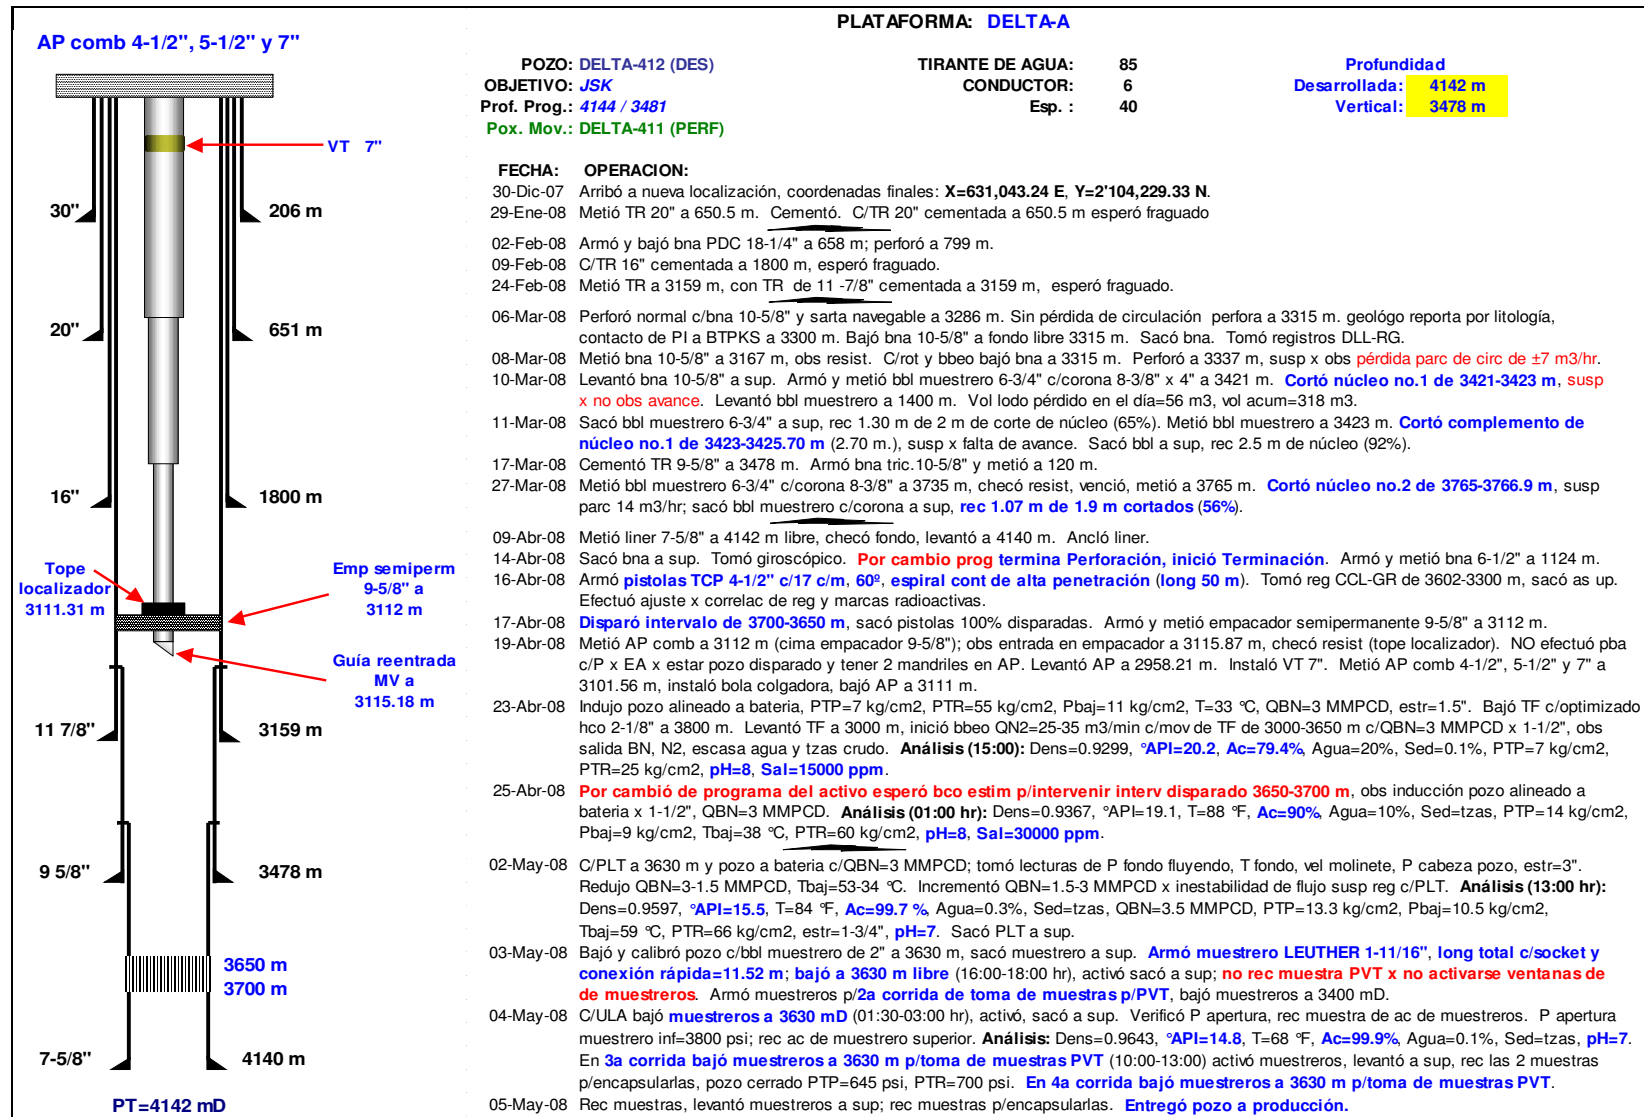 PLATAFORMA: DELTA-A
AP comb 4-1/2", 5-1/2" y 7"
POZO: DELTA-412 (DES)
OBJETIVO: JSK
Prof. Prog.: 4144 / 3481
Pox. Mov.: DELTA-411 (PERF)
TIRANTE DE AGUA: 85
CONDUCTOR: 6
Esp. : 40
Profundidad
Desarrollada: 4142 m
Vertical: 3478 m
VT 7"
30" 206 m
20" 651 m
16" 1800 m
Tope
localizador
3111.31 m
Emp semiperm
9-5/8" a
3112 m
Guía reentrada
MV a
3115.18 m
11 7/8" 3159 m
9 5/8" 3478 m
3650 m
3700 m
7-5/8" 4140 m
PT=4142 mD
FECHA: OPERACION:
30-Dic-07 Arribó a nueva localización, coordenadas finales: X=631,043.24 E, Y=2'104,229.33 N.
29-Ene-08 Metió TR 20" a 650.5 m. Cementó. C/TR 20" cementada a 650.5 m esperó fraguado
02-Feb-08 Armó y bajó bna PDC 18-1/4" a 658 m; perforó a 799 m.
09-Feb-08 C/TR 16" cementada a 1800 m, esperó fraguado.
24-Feb-08 Metió TR a 3159 m, con TR de 11 -7/8" cementada a 3159 m, esperó fraguado.
06-Mar-08 Perforó normal c/bna 10-5/8" y sarta navegable a 3286 m. Sin pérdida de circulación perfora a 3315 m. geológo reporta por litología,
contacto de PI a BTPKS a 3300 m. Bajó bna 10-5/8" a fondo libre 3315 m. Sacó bna. Tomó registros DLL-RG.
08-Mar-08 Metió bna 10-5/8" a 3167 m, obs resist. C/rot y bbeo bajó bna a 3315 m. Perforó a 3337 m, susp x obs pérdida parc de circ de ±7 m3/hr.
10-Mar-08 Levantó bna 10-5/8" a sup. Armó y metió bbl muestrero 6-3/4" c/corona 8-3/8" x 4" a 3421 m. Cortó núcleo no.1 de 3421-3423 m, susp
x no obs avance. Levantó bbl muestrero a 1400 m. Vol lodo pérdido en el día=56 m3, vol acum=318 m3.
11-Mar-08 Sacó bbl muestrero 6-3/4" a sup, rec 1.30 m de 2 m de corte de núcleo (65%). Metió bbl muestrero a 3423 m. Cortó complemento de
núcleo no.1 de 3423-3425.70 m (2.70 m.), susp x falta de avance. Sacó bbl a sup, rec 2.5 m de núcleo (92%).
17-Mar-08 Cementó TR 9-5/8" a 3478 m. Armó bna tric.10-5/8" y metió a 120 m.
27-Mar-08 Metió bbl muestrero 6-3/4" c/corona 8-3/8" a 3735 m, checó resist, venció, metió a 3765 m. Cortó núcleo no.2 de 3765-3766.9 m, susp
parc 14 m3/hr; sacó bbl muestrero c/corona a sup, rec 1.07 m de 1.9 m cortados (56%).
09-Abr-08 Metió liner 7-5/8" a 4142 m libre, checó fondo, levantó a 4140 m. Ancló liner.
14-Abr-08 Sacó bna a sup. Tomó giroscópico. Por cambio prog termina Perforación, inició Terminación. Armó y metió bna 6-1/2" a 1124 m.
16-Abr-08 Armó pistolas TCP 4-1/2" c/17 c/m, 60º, espiral cont de alta penetración (long 50 m). Tomó reg CCL-GR de 3602-3300 m, sacó as up.
Efectuó ajuste x correlac de reg y marcas radioactivas.
17-Abr-08 Disparó intervalo de 3700-3650 m, sacó pistolas 100% disparadas. Armó y metió empacador semipermanente 9-5/8" a 3112 m.
19-Abr-08 Metió AP comb a 3112 m (cima empacador 9-5/8"); obs entrada en empacador a 3115.87 m, checó resist (tope localizador). NO efectuó pba
c/P x EA x estar pozo disparado y tener 2 mandriles en AP. Levantó AP a 2958.21 m. Instaló VT 7". Metió AP comb 4-1/2", 5-1/2" y 7" a
3101.56 m, instaló bola colgadora, bajó AP a 3111 m.
23-Abr-08 Indujo pozo alineado a bateria, PTP=7 kg/cm2, PTR=55 kg/cm2, Pbaj=11 kg/cm2, T=33 ºC, QBN=3 MMPCD, estr=1.5". Bajó TF c/optimizado
hco 2-1/8" a 3800 m. Levantó TF a 3000 m, inició bbeo QN2=25-35 m3/min c/mov de TF de 3000-3650 m c/QBN=3 MMPCD x 1-1/2", obs
salida BN, N2, escasa agua y tzas crudo. Análisis (15:00): Dens=0.9299, °API=20.2, Ac=79.4%, Agua=20%, Sed=0.1%, PTP=7 kg/cm2,
PTR=25 kg/cm2, pH=8, Sal=15000 ppm.
25-Abr-08 Por cambió de programa del activo esperó bco estim p/intervenir interv disparado 3650-3700 m, obs inducción pozo alineado a
bateria x 1-1/2", QBN=3 MMPCD. Análisis (01:00 hr): Dens=0.9367, °API=19.1, T=88 ºF, Ac=90%, Agua=10%, Sed=tzas, PTP=14 kg/cm2,
Pbaj=9 kg/cm2, Tbaj=38 ºC, PTR=60 kg/cm2, pH=8, Sal=30000 ppm.
02-May-08 C/PLT a 3630 m y pozo a bateria c/QBN=3 MMPCD; tomó lecturas de P fondo fluyendo, T fondo, vel molinete, P cabeza pozo, estr=3".
Redujo QBN=3-1.5 MMPCD, Tbaj=53-34 ºC. Incrementó QBN=1.5-3 MMPCD x inestabilidad de flujo susp reg c/PLT. Análisis (13:00 hr):
Dens=0.9597, °API=15.5, T=84 ºF, Ac=99.7 %, Agua=0.3%, Sed=tzas, QBN=3.5 MMPCD, PTP=13.3 kg/cm2, Pbaj=10.5 kg/cm2,
Tbaj=59 ºC, PTR=66 kg/cm2, estr=1-3/4", pH=7. Sacó PLT a sup.
03-May-08 Bajó y calibró pozo c/bbl muestrero de 2" a 3630 m, sacó muestrero a sup. Armó muestrero LEUTHER 1-11/16", long total c/socket y
conexión rápida=11.52 m; bajó a 3630 m libre (16:00-18:00 hr), activó sacó a sup; no rec muestra PVT x no activarse ventanas de
de muestreros. Armó muestreros p/2a corrida de toma de muestras p/PVT, bajó muestreros a 3400 mD.
04-May-08 C/ULA bajó muestreros a 3630 mD (01:30-03:00 hr), activó, sacó a sup. Verificó P apertura, rec muestra de ac de muestreros. P apertura
muestrero inf=3800 psi; rec ac de muestrero superior. Análisis: Dens=0.9643, °API=14.8, T=68 ºF, Ac=99.9%, Agua=0.1%, Sed=tzas, pH=7.
En 3a corrida bajó muestreros a 3630 m p/toma de muestras PVT (10:00-13:00) activó muestreros, levantó a sup, rec las 2 muestras
p/encapsularlas, pozo cerrado PTP=645 psi, PTR=700 psi. En 4a corrida bajó muestreros a 3630 m p/toma de muestras PVT.
05-May-08 Rec muestras, levantó muestreros a sup; rec muestras p/encapsularlas. Entregó pozo a producción.